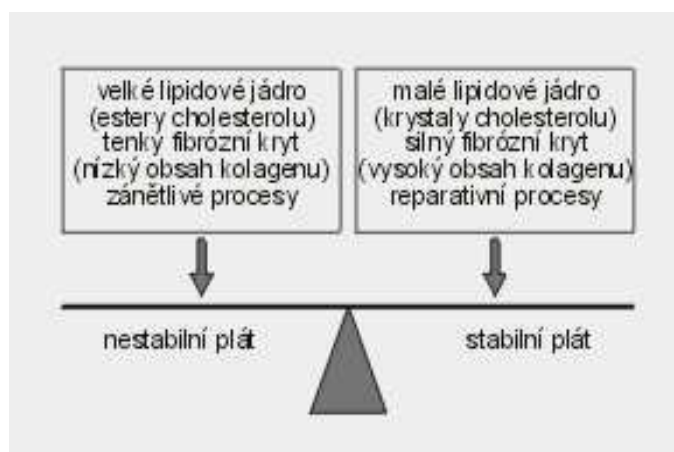 velké lipidové jádro
(estery cholesterolu)
tenký fibrózní kryt
(nízký obsah kolagenu)
zánětlivé procesy
malé lipidové jádro
(krystaly cholesterolu)
silný fibrózní kryt
(vysoký obsah kolagenu)
reparativní procesy
nestabilní plát
stabilní plát